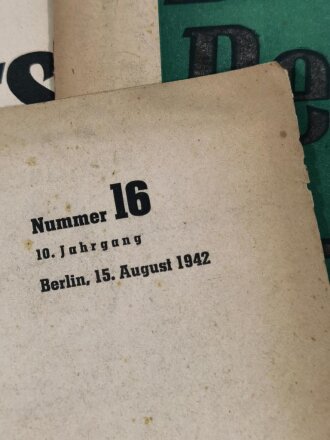 Nummer 16
10. Jahrgang
Berlin, 15. August 1942